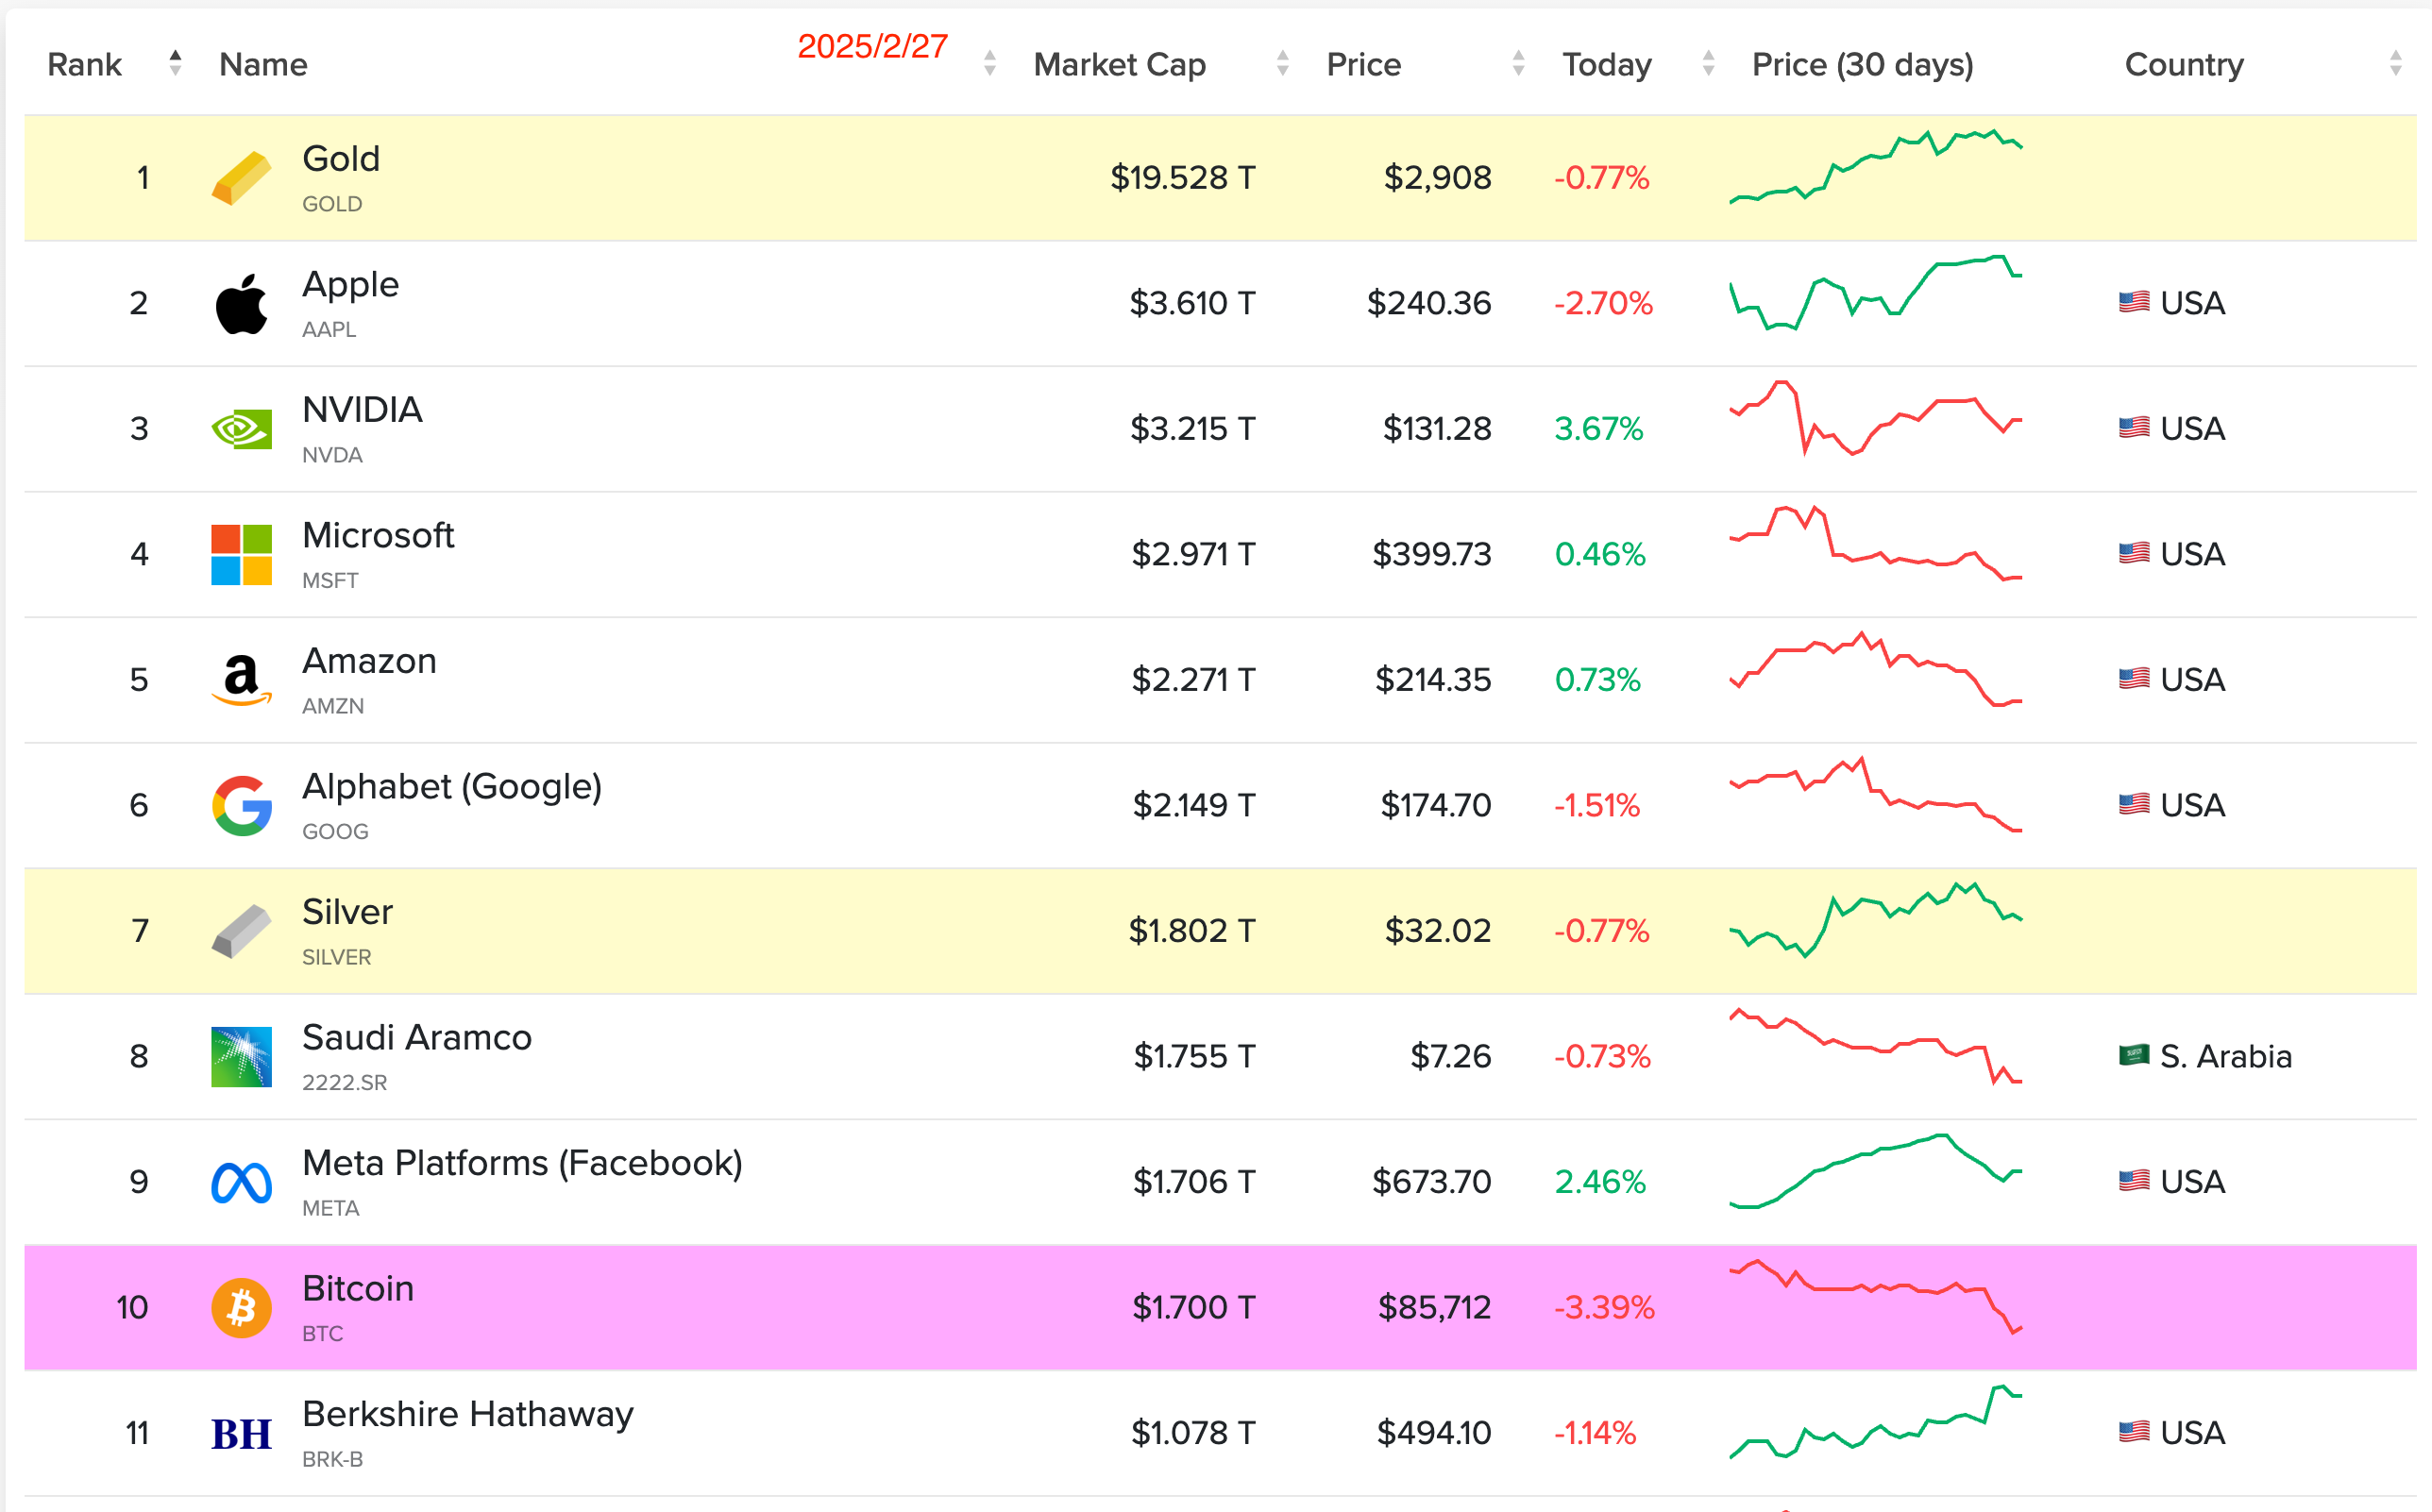 Rank Name 2025/2/27 Market Cap Price Today Price (30 days) Country
1 Gold $19.528 T $2,908 -0.77%
GOLD
2 Apple $3.610 T $240.36 -2.70% USA
AAPL
3 NVIDIA $3.215 T $131.28 3.67% USA
NVDA
4 Microsoft $2.971 T $399.73 0.46% USA
MSFT
5 Amazon $2.271 T $214.35 0.73% USA
AMZN
6 Alphabet (Google) $2.149 T $174.70 -1.51% USA
GOOG
7 Silver $1.802 T $32.02 -0.77%
SILVER
8 Saudi Aramco $1.755 T $7.26 -0.73% S. Arabia
2222.SR
9 Meta Platforms (Facebook) $1.706 T $673.70 2.46% USA
META
10 Bitcoin $1.700 T $85,712 -3.39%
BTC
11 BH Berkshire Hathaway $1.078 T $494.10 -1.14% USA
BRK-B